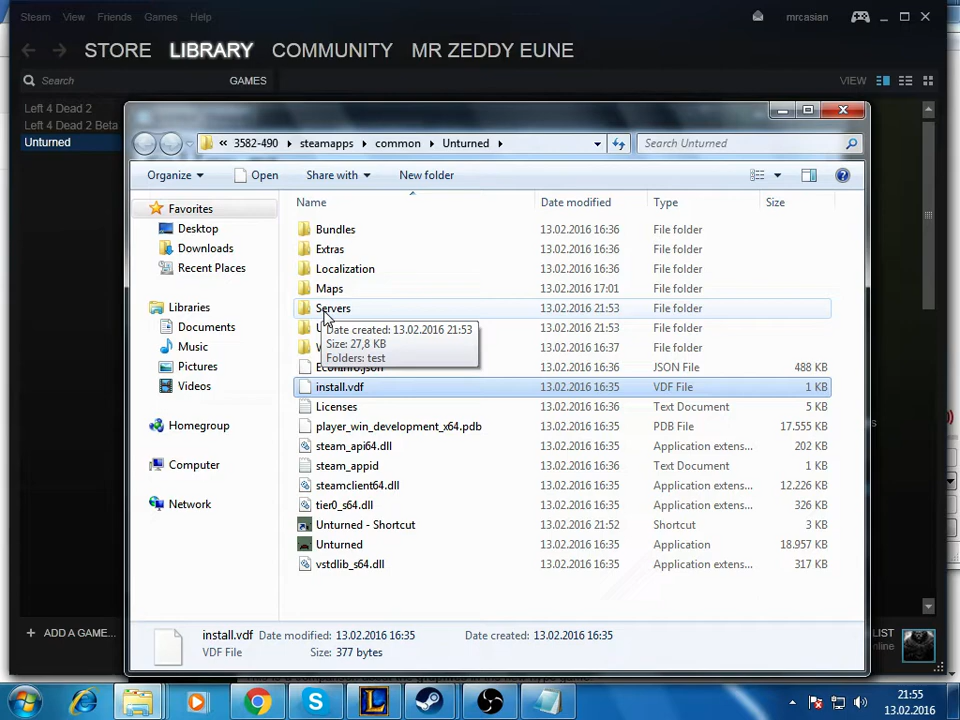 Steam View Friends Games Help mrcasian
STORE LIBRARY COMMUNITY MR ZEDDY EUNE
Search GAMES VIEW
Left 4 Dead 2
Left 4 Dead 2 Beta
Unturned
« 3582-490 steamapps common Unturned Search Unturned
Organize Open Share with New folder
Name Date modified Type Size
Favorites
Desktop
Downloads
Recent Places
Libraries
Documents
Music
Pictures
Videos
Homegroup
Computer
Network
Bundles 13.02.2016 16:36 File folder
Extras 13.02.2016 16:36 File folder
Localization 13.02.2016 16:36 File folder
Maps 13.02.2016 17:01 File folder
Servers 13.02.2016 21:53 File folder
13.02.2016 16:36 File folder
13.02.2016 16:37 File folder
Date created: 13.02.2016 21:53
Size: 27,8 KB
Folders: test
EconInfo.json 13.02.2016 16:36 JSON File 488 KB
install.vdf 13.02.2016 16:35 VDF File 1 KB
Licenses 13.02.2016 16:35 Text Document 5 KB
player_win_development_x64.pdb 13.02.2016 16:35 PDB File 17.555 KB
steam_api64.dll 13.02.2016 16:35 Application extens... 202 KB
steam_appid 13.02.2016 16:35 Text Document 1 KB
steamclient64.dll 13.02.2016 16:35 Application extens... 12.226 KB
tier0_s64.dll 13.02.2016 16:35 Application extens... 326 KB
Unturned - Shortcut 13.02.2016 21:52 Shortcut 3 KB
Unturned 13.02.2016 16:35 Application 18.957 KB
vstdlib_s64.dll 13.02.2016 16:35 Application extens... 317 KB
install.vdf Date modified: 13.02.2016 16:35 Date created: 13.02.2016 16:35
VDF File Size: 377 bytes
+ ADD A GAME... LIST
nline
21:55
13.02.2016